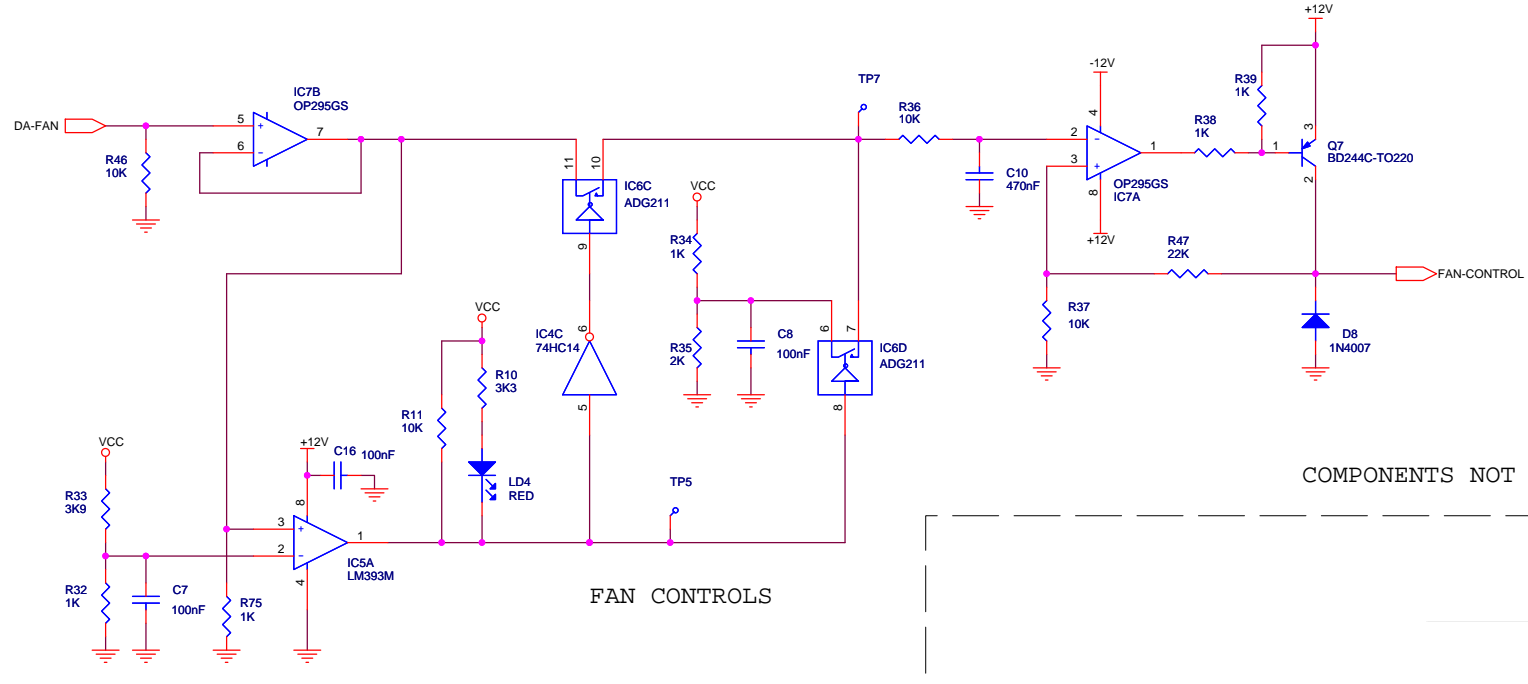 +12V
-12V
TP7
R39
1K
IC7B
OP295GS
R36
10K
4
R38
1K
3
DA-FAN
5
+
7
6
-
2
-
1
3
+
1
Q7
BD244C-TO220
2
R46
10K
11
10
IC6C
ADG211
VCC
C10
470nF
8
OP295GS
IC7A
9
R34
1K
+12V
R47
22K
FAN-CONTROL
VCC
R37
10K
IC4C
74HC14
6
R35
2K
C8
100nF
6
7
IC6D
ADG211
D8
1N4007
R10
3K3
R11
10K
5
8
VCC
+12V
C16 100nF
COMPONENTS NOT
R33
3K9
8
LD4
RED
TP5
3
+
2
-
1
IC5A
LM393M
4
R32
1K
C7
100nF
R75
1K
FAN CONTROLS